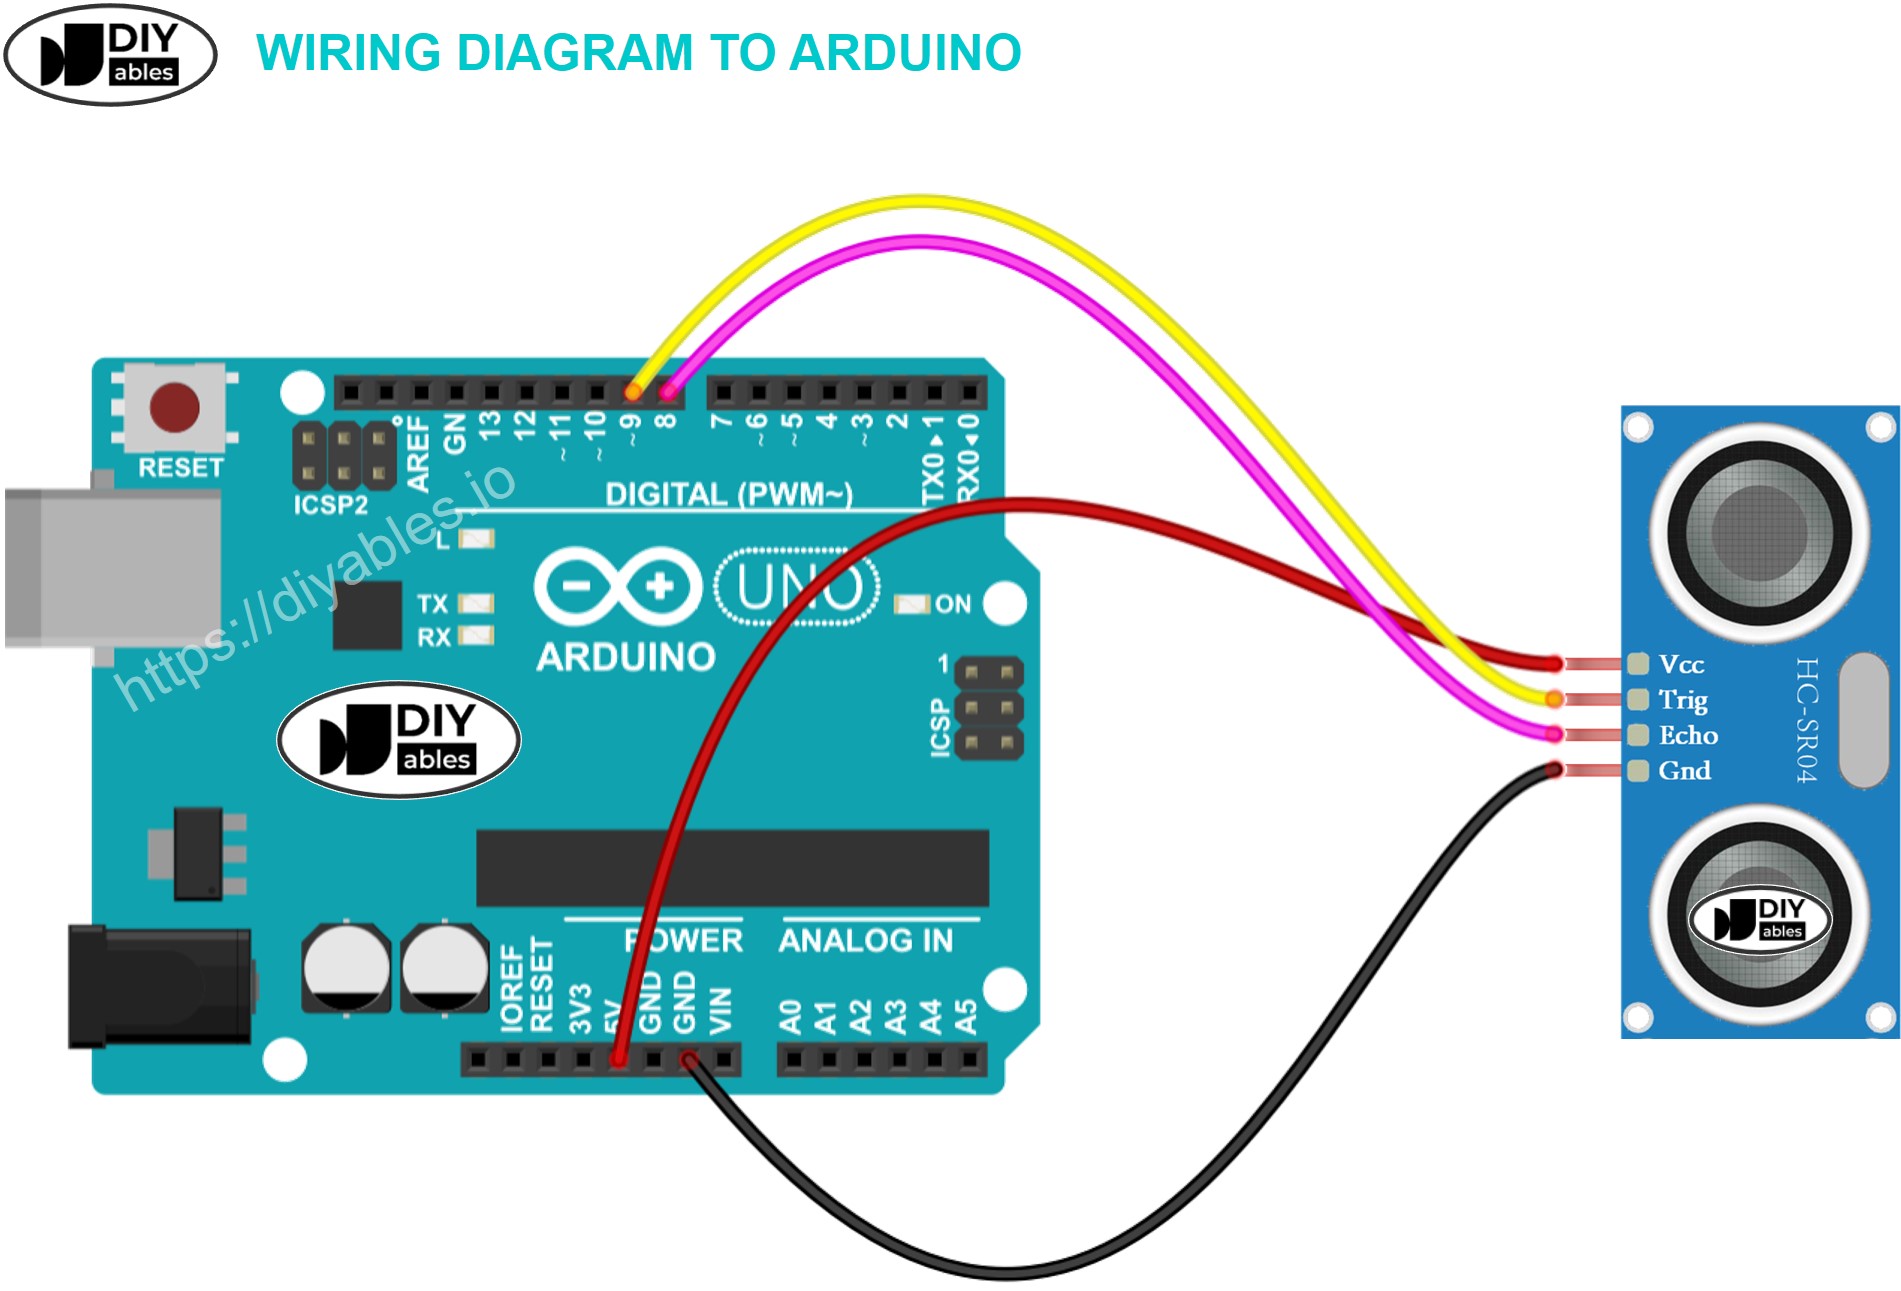 DIY
ables
WIRING DIAGRAM TO ARDUINO
RESET
ICSP2
AREF
GN
13
12
~11
~10
~9
8
7
~6
~5
4
~3
2
TX0▸1
RX0◂0
DIGITAL (PWM~)
https://diyables.io
L
TX
RX
UNO
ON
ARDUINO
1
ICSP
DIY
ables
POWER
ANALOG IN
IOREF
RESET
3V3
5V
GND
GND
VIN
A0
A1
A2
A3
A4
A5
Vcc
Trig
Echo
Gnd
HC-SR04
DIY
ables